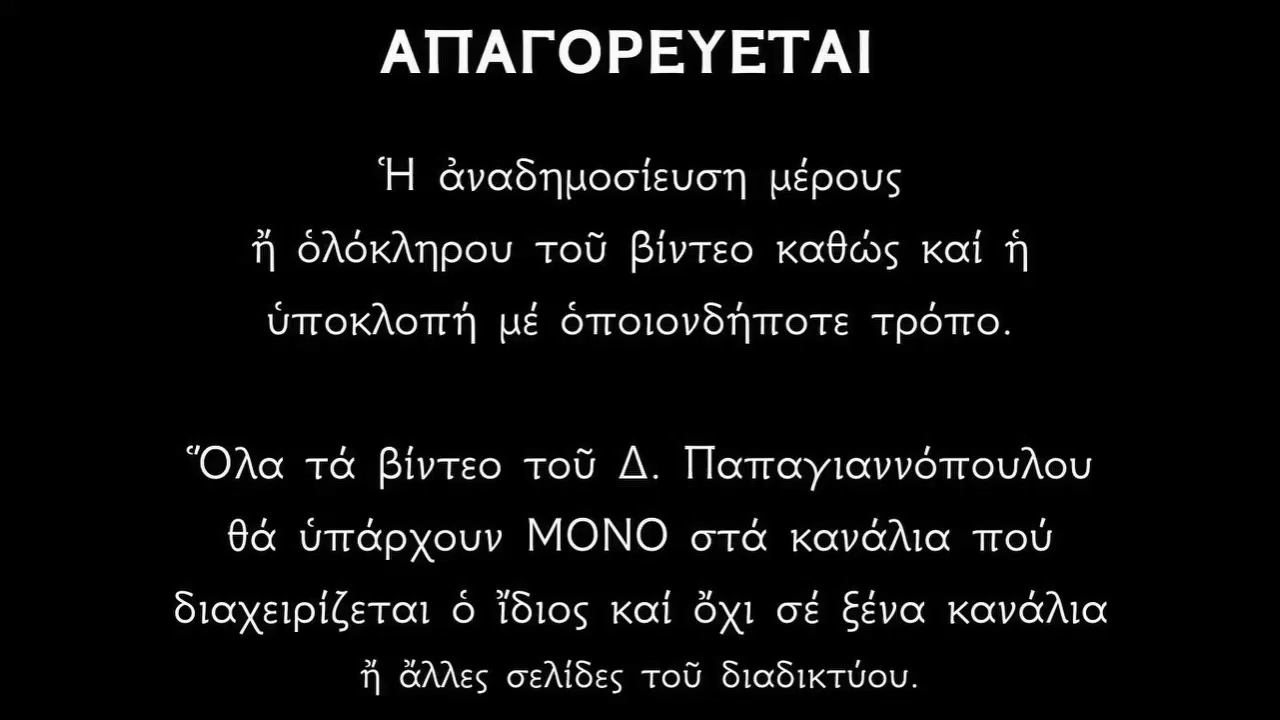 ΑΠΑΓΟΡΕΥΕΤΑΙ
Ἡ ἀναδημοσίευση μέρους
ἤ ὁλόκληρου τοῦ βίντεο καθώς καί ἡ
ὑποκλοπή μέ ὁποιονδήποτε τρόπο.
Ὅλα τά βίντεο τοῦ Δ. Παπαγιαννόπουλου
θά ὑπάρχουν ΜΟΝΟ στά κανάλια πού
διαχειρίζεται ὁ ἴδιος καί ὄχι σέ ξένα κανάλια
ἤ ἄλλες σελίδες τοῦ διαδικτύου.